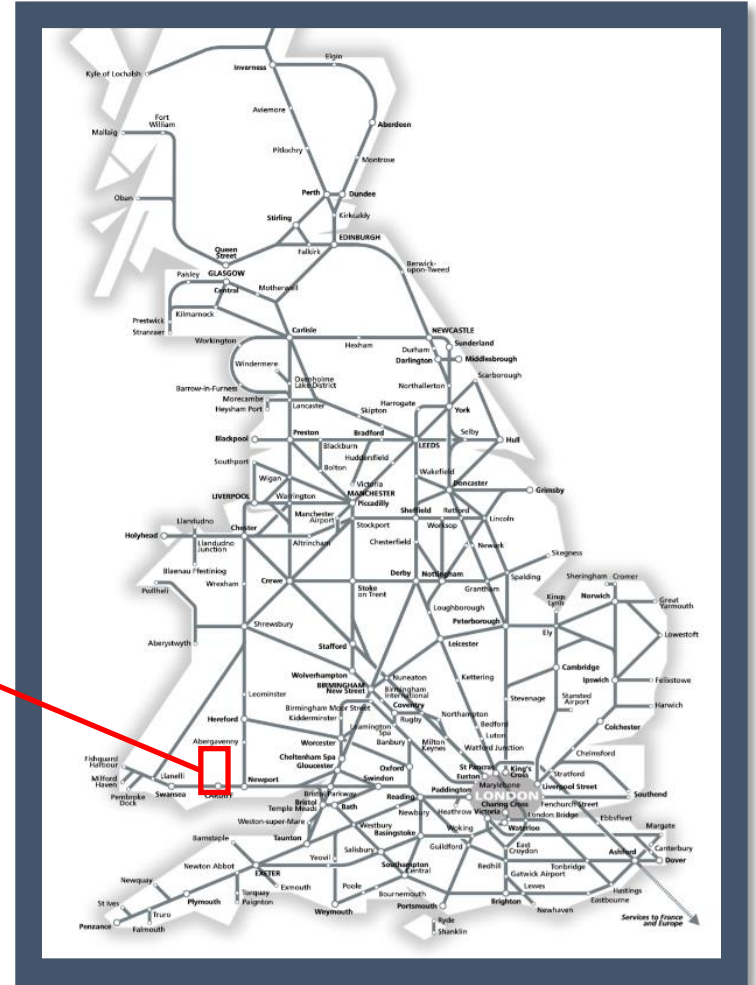 Elgin
Inverness
Kyle of Lochalsh
Aviemore
Fort
William
Aberdeen
Mallaig
Pitlochry
Montrose
Perth
Dundee
Oban
Stirling
Kirkcaldy
EDINBURGH
Queen
Street
Falkirk
Berwick-
upon-Tweed
Paisley
GLASGOW
Central
Motherwell
Prestwick
Kilmarnock
Stranraer
Carlisle
NEWCASTLE
Workington
Hexham
Sunderland
Durham
Darlington
Middlesbrough
Windermere
Oxenholme
Lake District
Scarborough
Barrow-in-Furness
Northallerton
Morecambe
Heysham Port
Lancaster
Harrogate
Skipton
York
Blackpool
Preston
Bradford
Selby
Hull
Blackburn
LEEDS
Southport
Huddersfield
Bolton
Wakefield
Wigan
Victoria
Doncaster
Grimsby
LIVERPOOL
Warrington
MANCHESTER
Piccadilly
Manchester
Airport
Sheffield
Retford
Lincoln
Llandudno
Chester
Stockport
Worksop
Holyhead
Llandudno
Junction
Altrincham
Chesterfield
Newark
Skegness
Blaenau Ffestiniog
Wrexham
Crewe
Stoke
on Trent
Derby
Nottingham
Grantham
Spalding
Sheringham
Cromer
Pwllheli
Kings
Lynn
Norwich
Great
Yarmouth
Loughborough
Shrewsbury
Peterborough
Ely
Lowestoft
Aberystwyth
Stafford
Leicester
Wolverhampton
Nuneaton
Cambridge
BIRMINGHAM
New Street
Birmingham
International
Kettering
Ipswich
Felixstowe
Leominster
Stansted
Airport
Birmingham Moor Street
Coventry
Stevenage
Harwich
Kidderminster
Rugby
Northampton
Hereford
Leamington
Spa
Bedford
Colchester
Worcester
Banbury
Milton
Keynes
Luton
Abergavenny
Watford Junction
Chelmsford
Cheltenham Spa
Gloucester
Oxford
St Pancras
King's
Cross
Fishguard
Harbour
Euston
Stratford
Llanelli
Newport
Swindon
Marylebone
Milford
Haven
Paddington
Liverpool Street
Swansea
CARDIFF
Bristol Parkway
Reading
LONDON
Southend
Pembroke
Dock
Bristol
Temple Meads
Bath
Charing Cross
Fenchurch Street
Newbury
Heathrow
Victoria
London Bridge
Ebbsfleet
Weston-super-Mare
Westbury
Waterloo
Margate
Barnstaple
Taunton
Basingstoke
Woking
East
Croydon
Canterbury
Salisbury
Guildford
Ashford
Newton Abbot
Yeovil
Southampton
Central
Redhill
Tonbridge
Dover
EXETER
Gatwick Airport
Newquay
Exmouth
Poole
Lewes
Hastings
Torquay
Paignton
Bournemouth
Eastbourne
St Ives
Plymouth
Portsmouth
Brighton
Newhaven
Weymouth
Truro
Ryde
Penzance
Falmouth
Shanklin
Services to France
and Europe